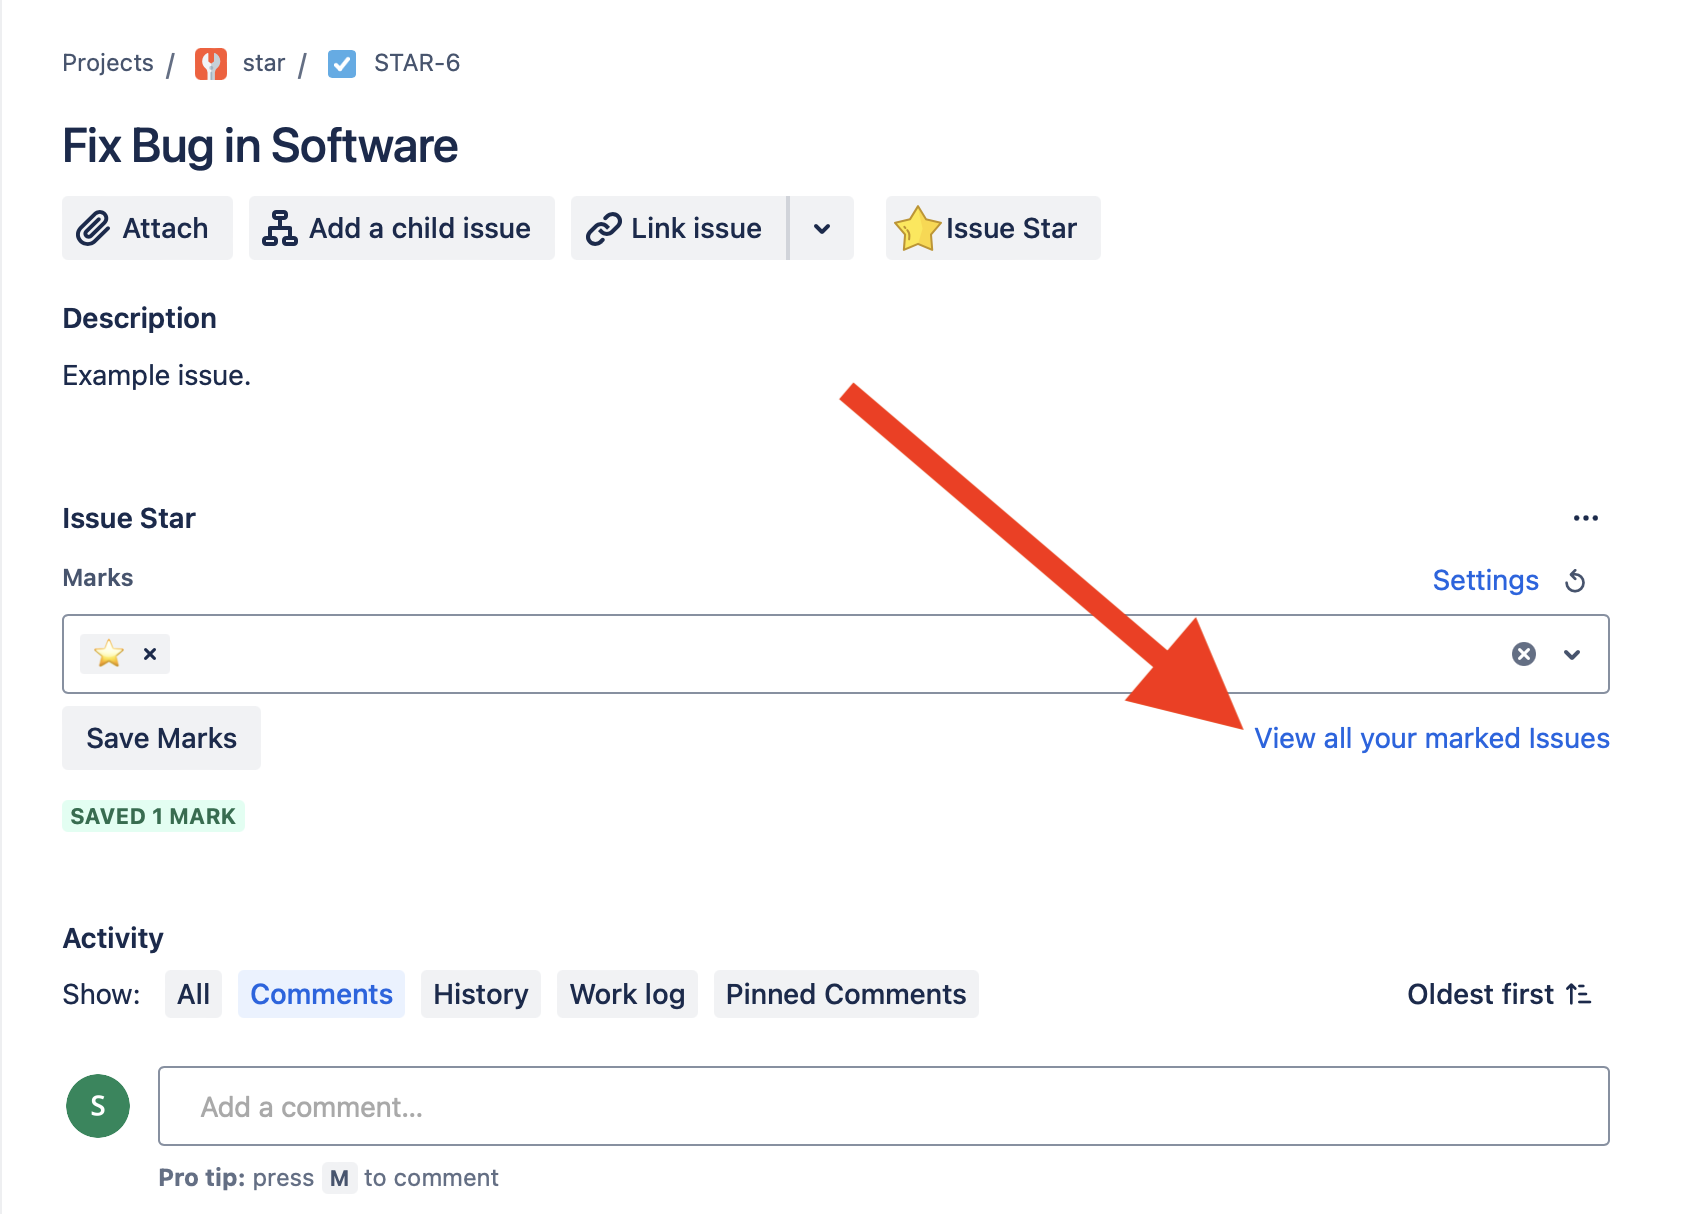 Projects / star / STAR-6
Fix Bug in Software
Attach Add a child issue Link issue Issue Star
Description
Example issue.
Issue Star
Marks Settings
Save Marks View all your marked Issues
SAVED 1 MARK
Activity
Show: All Comments History Work log Pinned Comments Oldest first
S Add a comment...
Pro tip: press M to comment